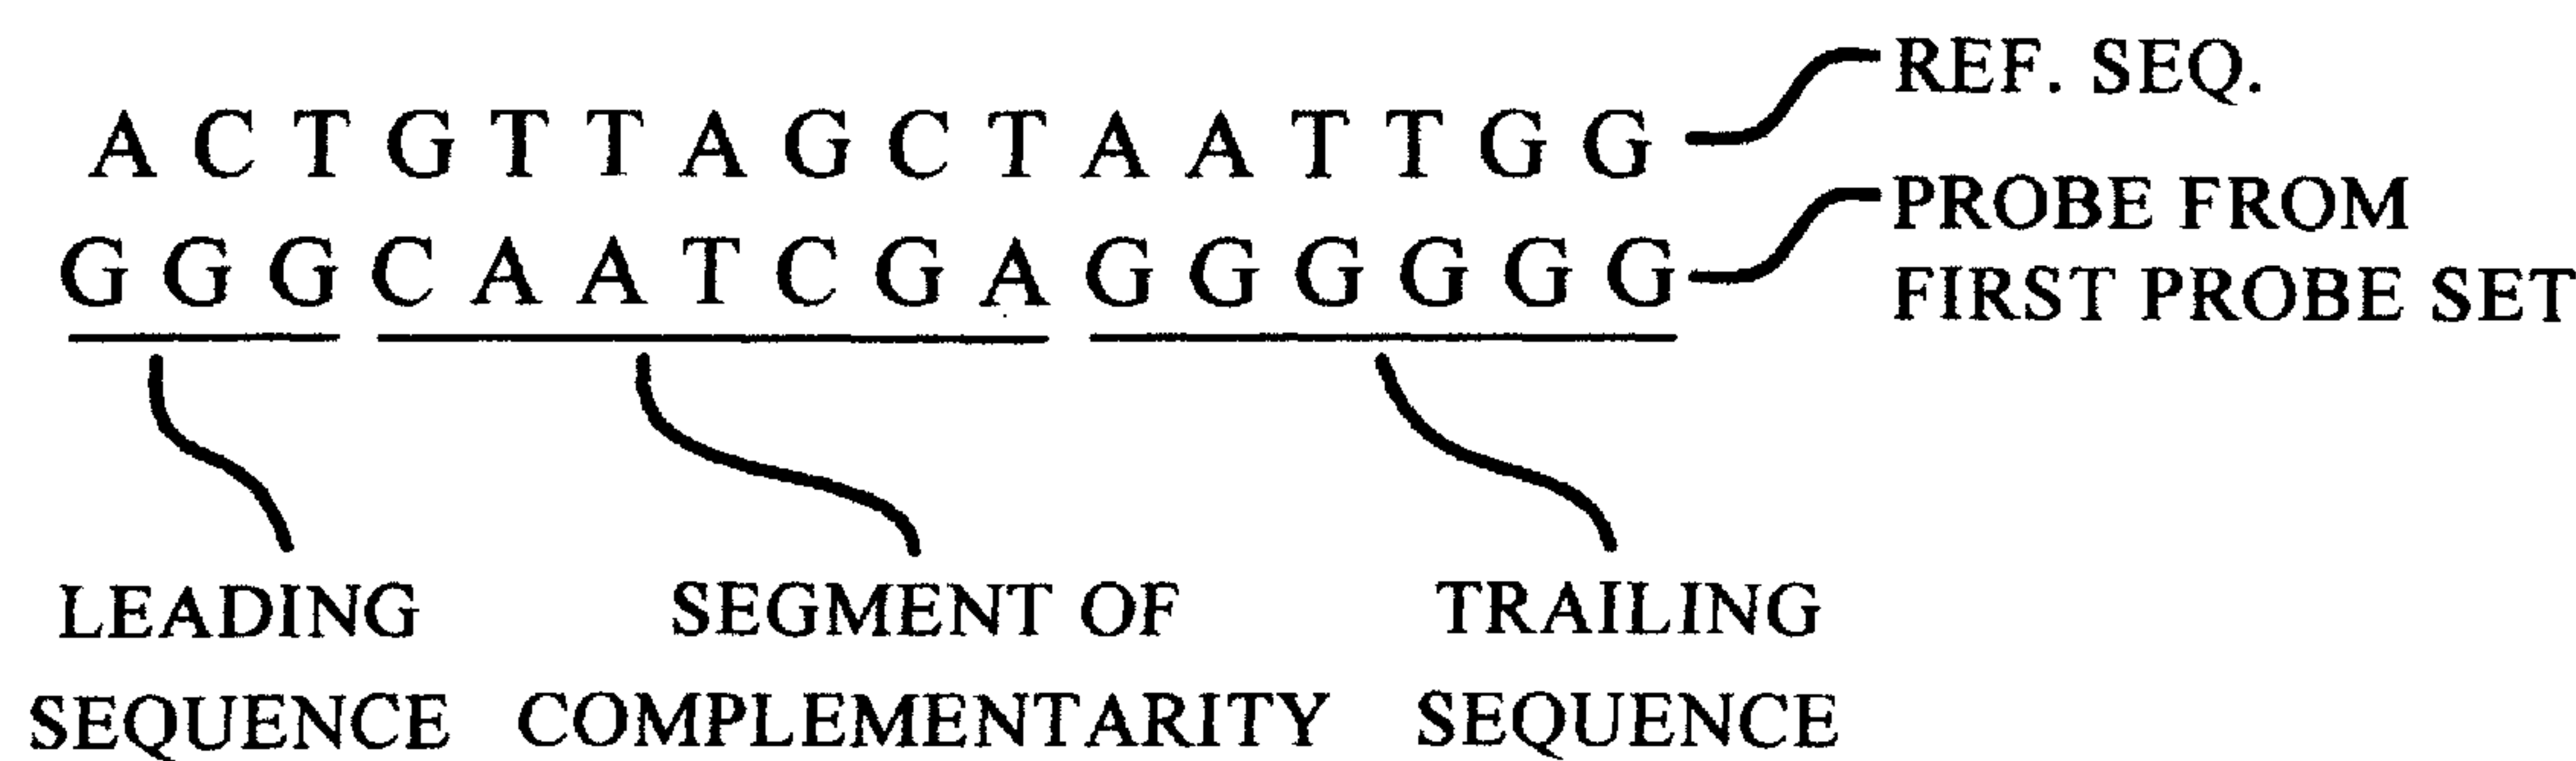 REF. SEQ.
A C T G T T A G C T A A T T G G
PROBE FROM
FIRST PROBE SET
G G G C A A T C G A G G G G G G
LEADING
SEQUENCE
SEGMENT OF
COMPLEMENTARITY
TRAILING
SEQUENCE